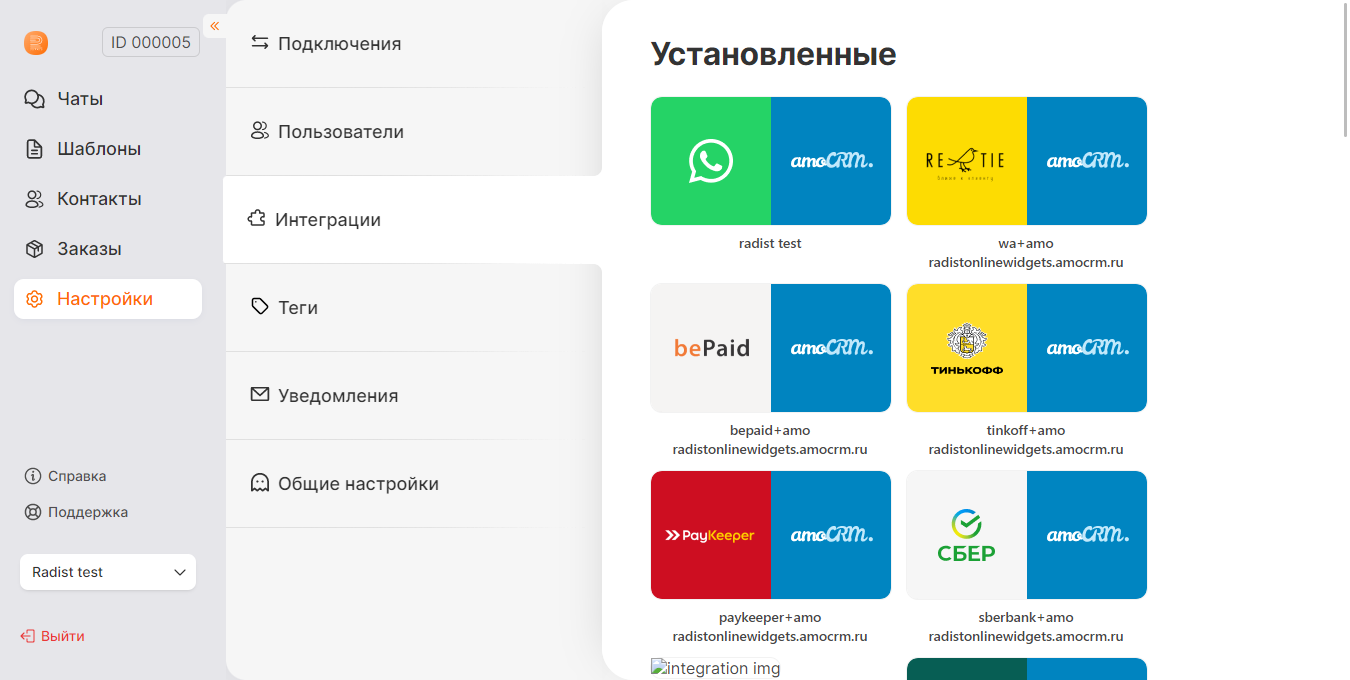 ID 000005
Чаты
Шаблоны
Контакты
Заказы
Настройки
Справка
Поддержка
Radist test
Выйти
Подключения
Пользователи
Интеграции
Теги
Уведомления
Общие настройки
Установленные
amoCRM.
radist test
RE TIE
amoCRM.
wa+amo
radistonlinewidgets.amocrm.ru
bePaid
amoCRM.
bepaid+amo
radistonlinewidgets.amocrm.ru
ТИНЬКОФФ
amoCRM.
tinkoff+amo
radistonlinewidgets.amocrm.ru
PayKeeper
amoCRM.
paykeeper+amo
radistonlinewidgets.amocrm.ru
СБЕР
amoCRM.
sberbank+amo
radistonlinewidgets.amocrm.ru
integration img